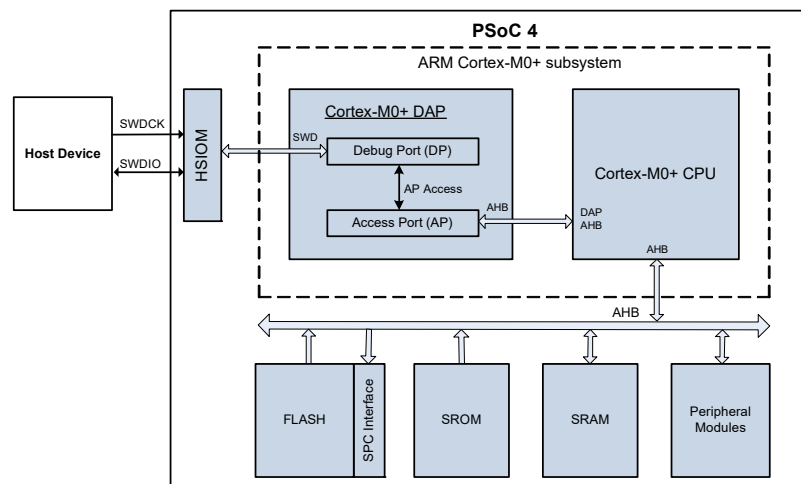 PSoC 4
ARM Cortex-M0+ subsystem
Host Device
SWDCK
SWDIO
HSIOM
Cortex-M0+ DAP
SWD
Debug Port (DP)
AP Access
Access Port (AP)
AHB
DAP
AHB
Cortex-M0+ CPU
AHB
AHB
FLASH
SPC Interface
SROM
SRAM
Peripheral
Modules